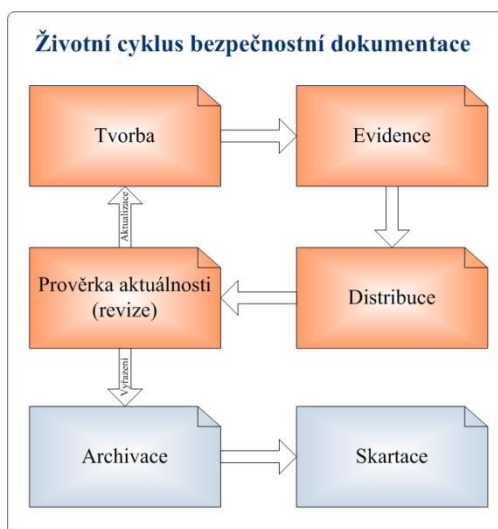 Životní cyklus bezpečnostní dokumentace
Tvorba
Evidence
Aktualizace
Prověrka aktuálnosti
(revize)
Distribuce
Vyřazení
Archivace
Skartace